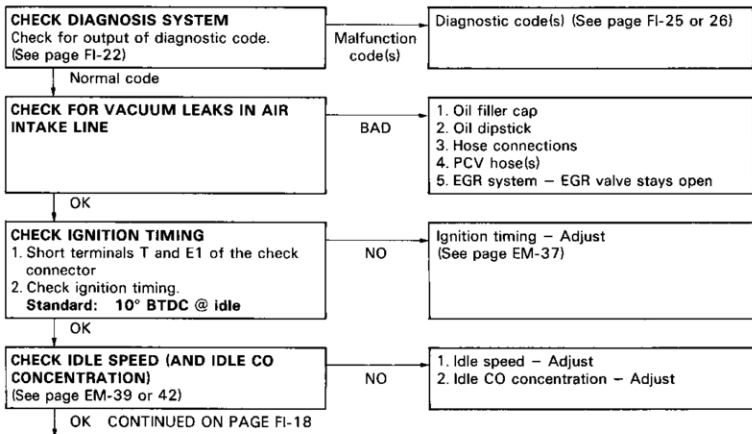 CHECK DIAGNOSIS SYSTEM
Check for output of diagnostic code.
(See page FI-22)
Malfunction
code(s)
Diagnostic code(s) (See page FI-25 or 26)
Normal code
CHECK FOR VACUUM LEAKS IN AIR
INTAKE LINE
BAD
1. Oil filler cap
2. Oil dipstick
3. Hose connections
4. PCV hose(s)
5. EGR system – EGR valve stays open
OK
CHECK IGNITION TIMING
1. Short terminals T and E1 of the check
connector
2. Check ignition timing.
Standard: 10° BTDC @ idle
NO
Ignition timing – Adjust
(See page EM-37)
OK
CHECK IDLE SPEED (AND IDLE CO
CONCENTRATION)
(See page EM-39 or 42)
NO
1. Idle speed – Adjust
2. Idle CO concentration – Adjust
OK CONTINUED ON PAGE FI-18